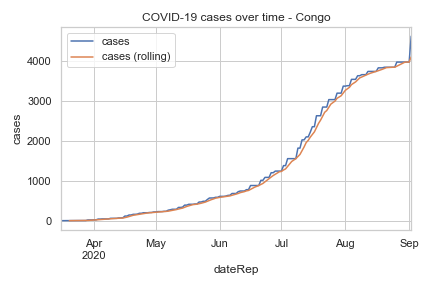 COVID-19 cases over time - Congo
cases
cases (rolling)
4000
3000
2000
1000
0
cases
Apr
2020
May
Jun
Jul
Aug
Sep
dateRep